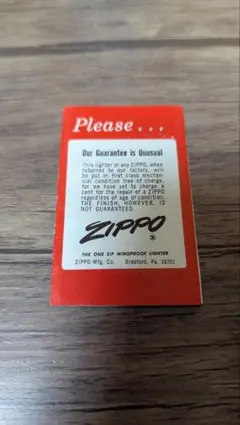 Please...
Our Guarantee is Unusual
This lighter or any ZIPPO, when
returned to our factory, will
be put in first class mechan-
ical condition free of charge,
for we have yet to charge a
cent for the repair of a ZIPPO
regardless of age or condition.
THE FINISH, HOWEVER, IS
NOT GUARANTEED.
ZIPPO
®
THE ONE ZIP WINDPROOF LIGHTER
ZIPPO Mfg. Co. Bradford, Pa. 16701